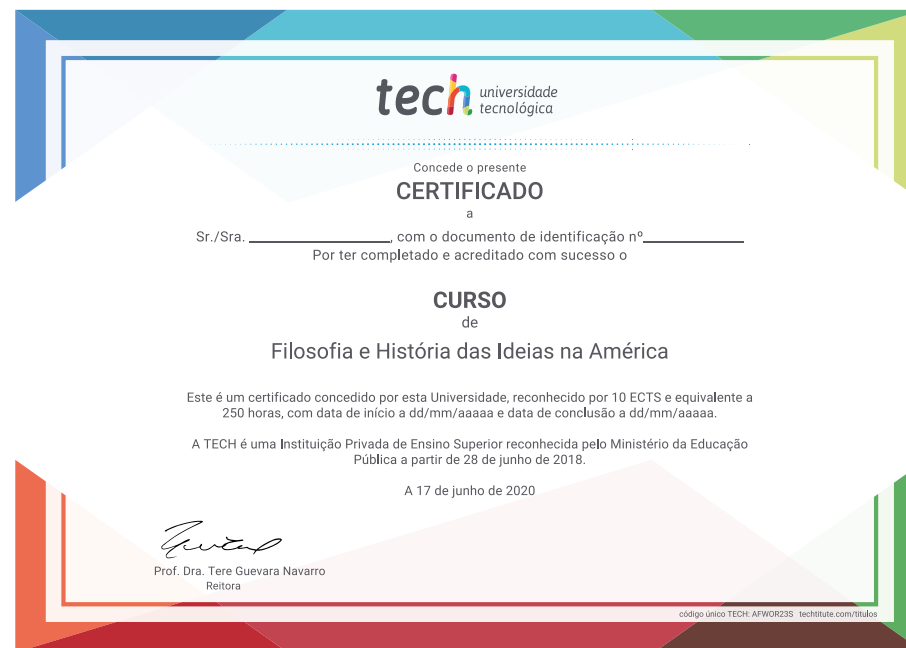 tech universidade
tecnológica
Concede o presente
CERTIFICADO
a
Sr./Sra. ____________________, com o documento de identificação nº______________
Por ter completado e acreditado com sucesso o
CURSO
de
Filosofia e História das Ideias na América
Este é um certificado concedido por esta Universidade, reconhecido por 10 ECTS e equivalente a
250 horas, com data de início a dd/mm/aaaaa e data de conclusão a dd/mm/aaaaa.
A TECH é uma Instituição Privada de Ensino Superior reconhecida pelo Ministério da Educação
Pública a partir de 28 de junho de 2018.
A 17 de junho de 2020
Prof. Dra. Tere Guevara Navarro
Reitora
código único TECH: AFWOR23S techtitute.com/titulos